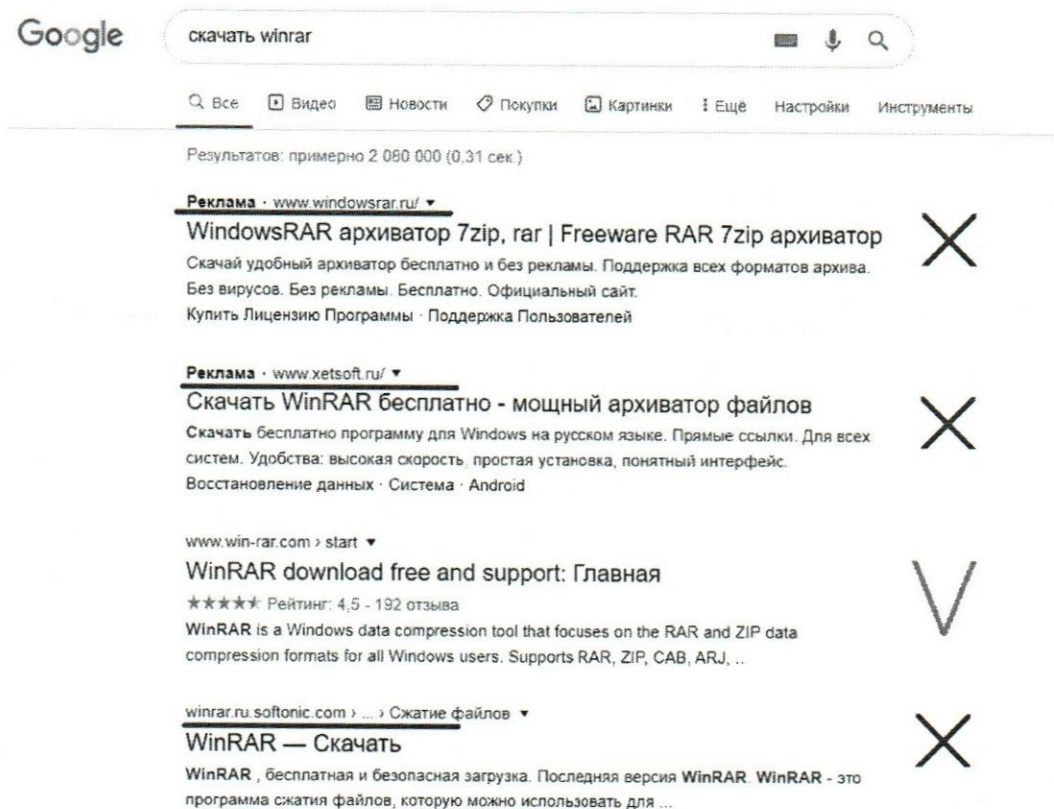 Google
скачать winrar
Все Видео Новости Покупки Картинки Ещё Настройки Инструменты
Результатов: примерно 2 080 000 (0,31 сек.)
Реклама · www.windowsrar.ru/
WindowsRAR архиватор 7zip, rar | Freeware RAR 7zip архиватор
Скачай удобный архиватор бесплатно и без рекламы. Поддержка всех форматов архива.
Без вирусов. Без рекламы. Бесплатно. Официальный сайт.
Купить Лицензию Программы · Поддержка Пользователей
Реклама · www.xetsoft.ru/
Скачать WinRAR бесплатно - мощный архиватор файлов
Скачать бесплатно программу для Windows на русском языке. Прямые ссылки. Для всех
систем. Удобства: высокая скорость, простая установка, понятный интерфейс.
Восстановление данных · Система · Android
www.win-rar.com › start
WinRAR download free and support: Главная
Рейтинг: 4,5 - 192 отзыва
WinRAR is a Windows data compression tool that focuses on the RAR and ZIP data
compression formats for all Windows users. Supports RAR, ZIP, CAB, ARJ, ...
winrar.ru.softonic.com › ... › Сжатие файлов
WinRAR — Скачать
WinRAR , бесплатная и безопасная загрузка. Последняя версия WinRAR. WinRAR - это
программа сжатия файлов, которую можно использовать для ...